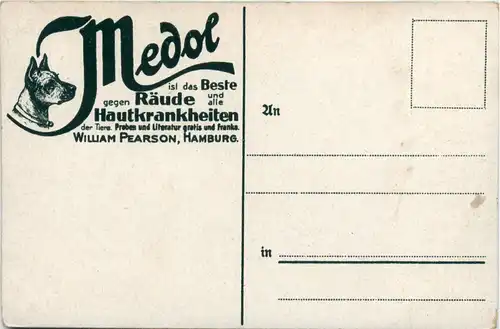 Medol
ist das Beste
gegen Räude und alle
Hautkrankheiten
der Tiere. Proben und Literatur gratis und franko.
WILLIAM PEARSON, HAMBURG.
An
in